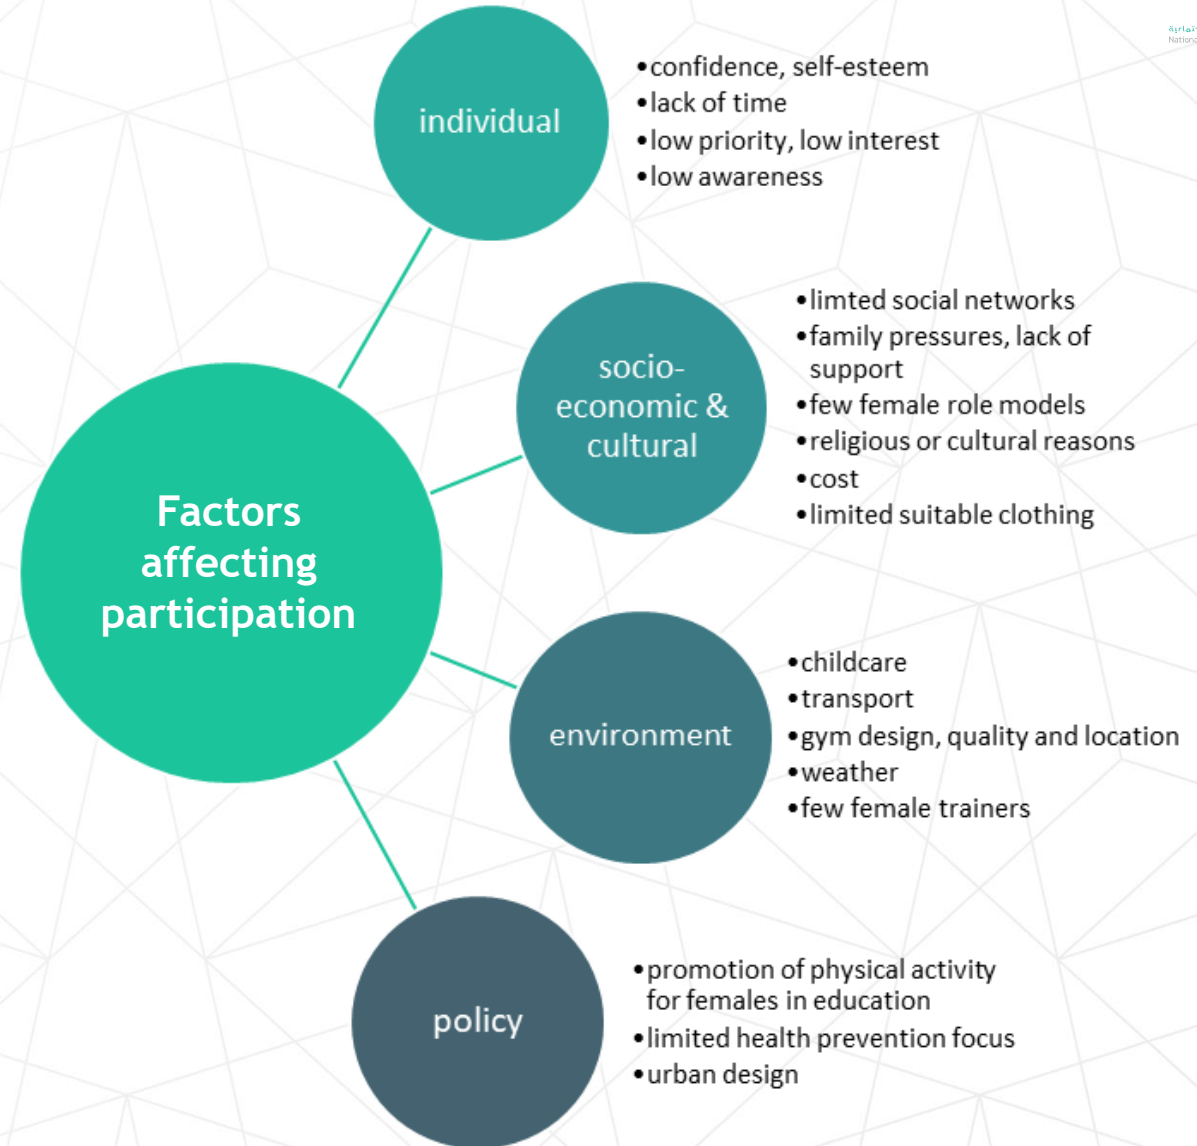 National
individual
•confidence, self-esteem
•lack of time
•low priority, low interest
•low awareness
socio-
economic &
cultural
•limted social networks
•family pressures, lack of
support
•few female role models
•religious or cultural reasons
•cost
•limited suitable clothing
Factors
affecting
participation
environment
•childcare
•transport
•gym design, quality and location
•weather
•few female trainers
policy
•promotion of physical activity
for females in education
•limited health prevention focus
•urban design